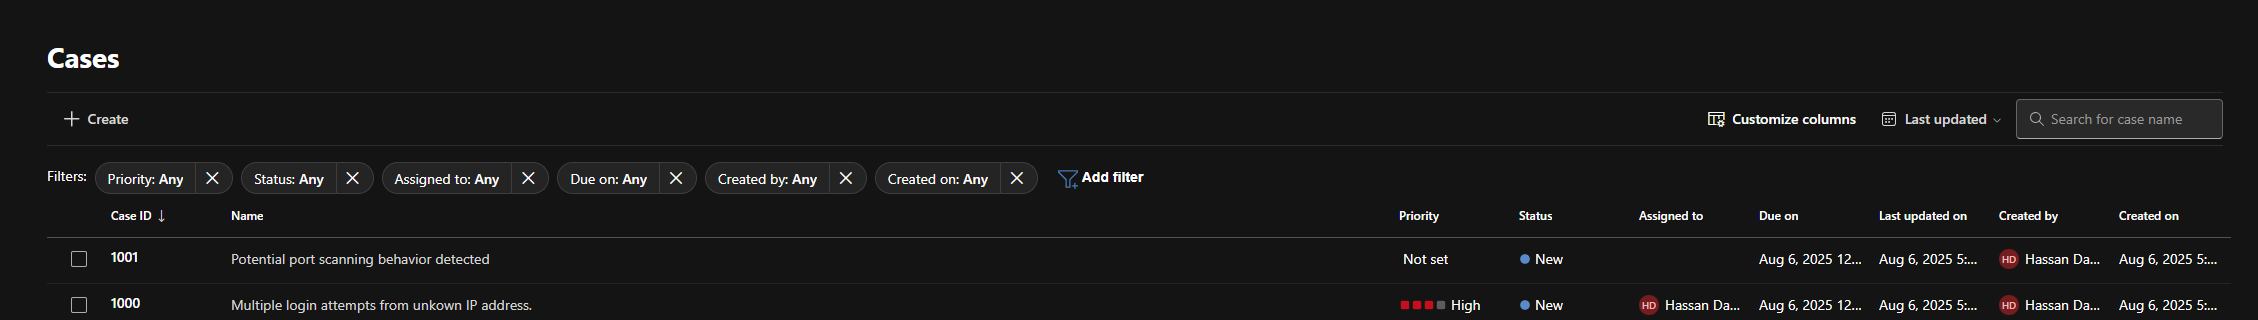 Cases
Create
Customize columns
Last updated
Search for case name
Filters: Priority: Any Status: Any Assigned to: Any Due on: Any Created by: Any Created on: Any Add filter
Case ID ↓ Name Priority Status Assigned to Due on Last updated on Created by Created on
1001 Potential port scanning behavior detected Not set New Aug 6, 2025 12... Aug 6, 2025 5:... HD Hassan Da... Aug 6, 2025 5:...
1000 Multiple login attempts from unkown IP address. High New HD Hassan Da... Aug 6, 2025 12... Aug 6, 2025 5:... HD Hassan Da... Aug 6, 2025 5:...